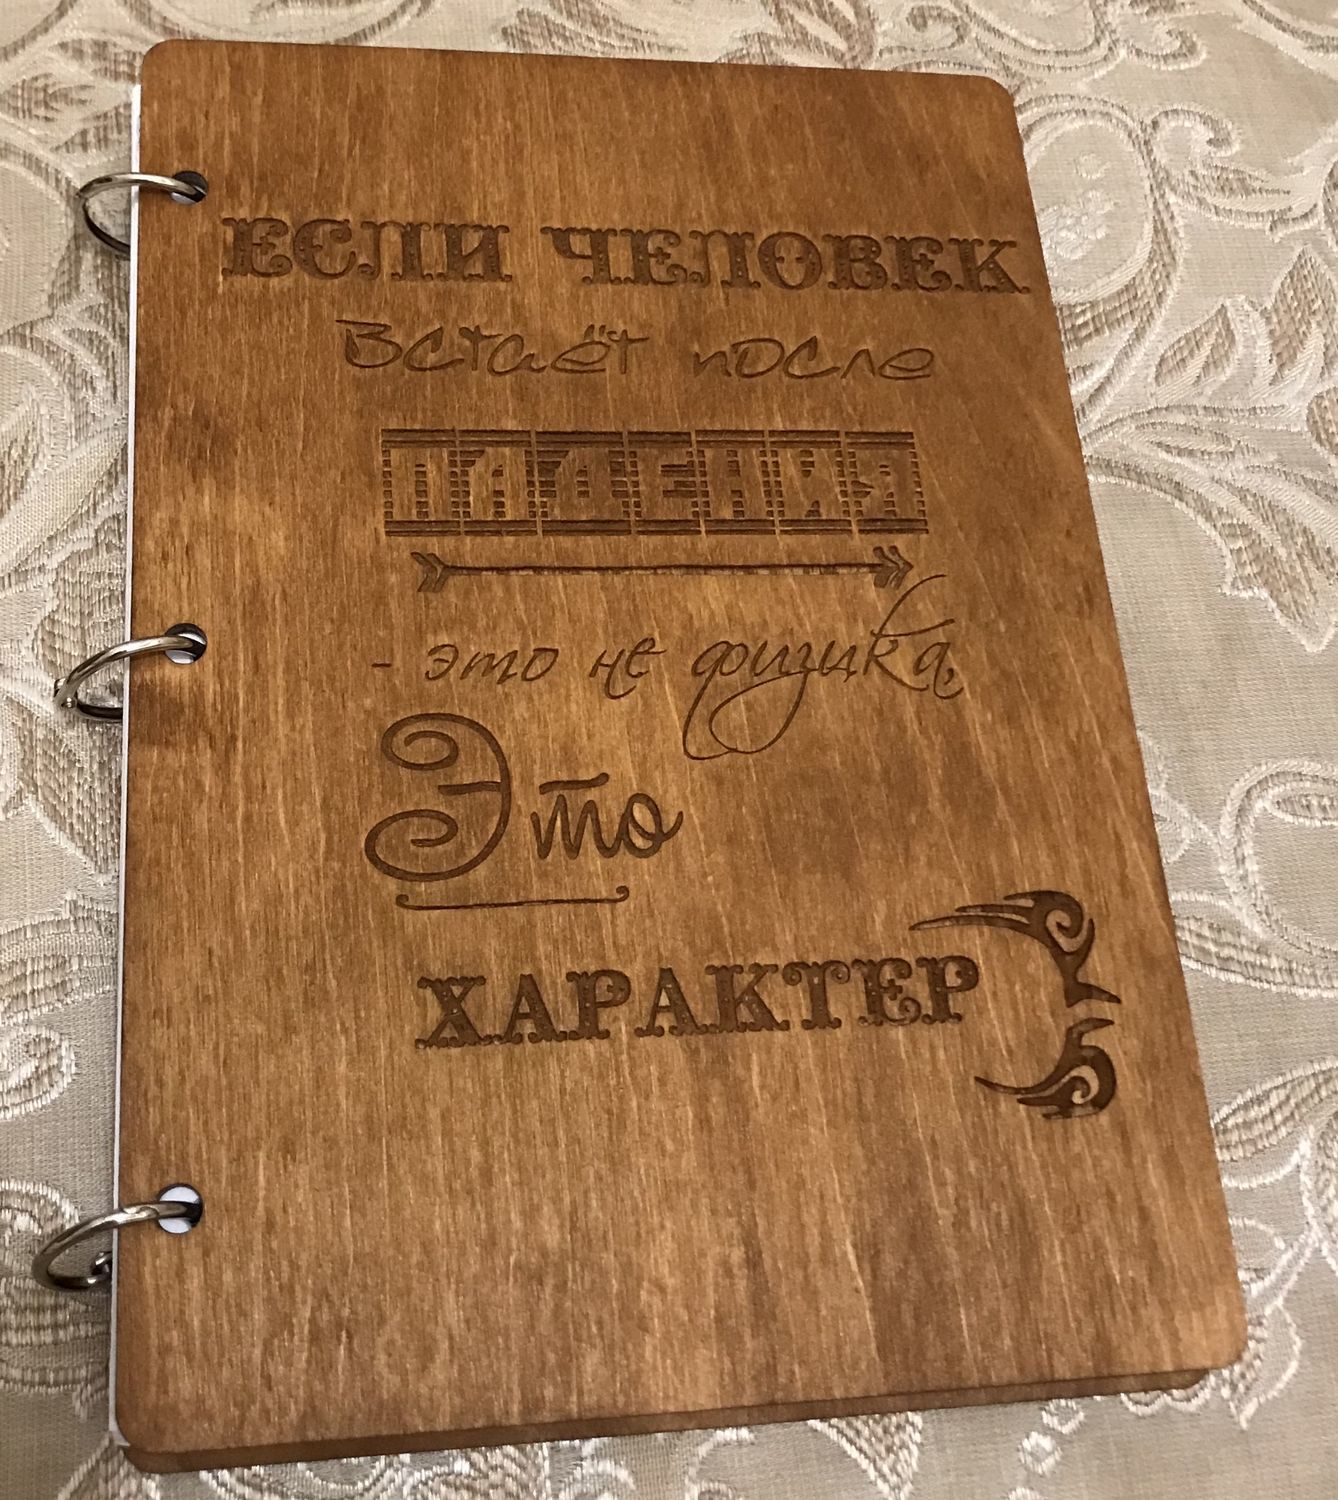 ЕСЛИ ЧЕЛОВЕК
Встаёт после
ПАДЕНИЯ
- это не физика,
Это
ХАРАКТЕР